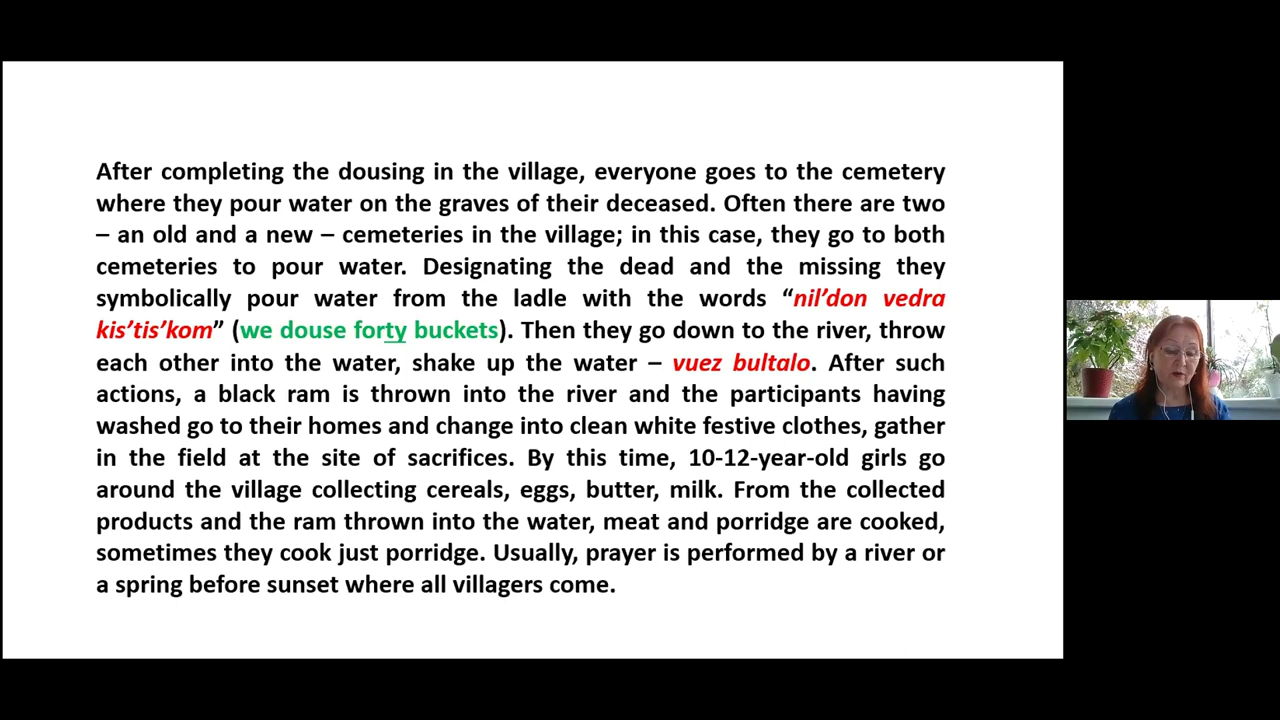 After completing the dousing in the village, everyone goes to the cemetery
where they pour water on the graves of their deceased. Often there are two
– an old and a new – cemeteries in the village; in this case, they go to both
cemeteries to pour water. Designating the dead and the missing they
symbolically pour water from the ladle with the words “nil’don vedra
kis’tis’kom” (we douse forty buckets). Then they go down to the river, throw
each other into the water, shake up the water – vuez bultalo. After such
actions, a black ram is thrown into the river and the participants having
washed go to their homes and change into clean white festive clothes, gather
in the field at the site of sacrifices. By this time, 10-12-year-old girls go
around the village collecting cereals, eggs, butter, milk. From the collected
products and the ram thrown into the water, meat and porridge are cooked,
sometimes they cook just porridge. Usually, prayer is performed by a river or
a spring before sunset where all villagers come.